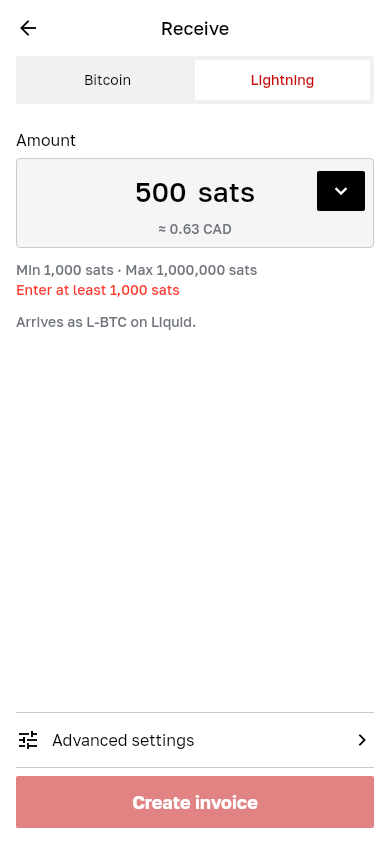 Receive
Bitcoin
Lightning
Amount
500 sats
≈ 0.63 CAD
Min 1,000 sats · Max 1,000,000 sats
Enter at least 1,000 sats
Arrives as L-BTC on Liquid.
Advanced settings
Create invoice